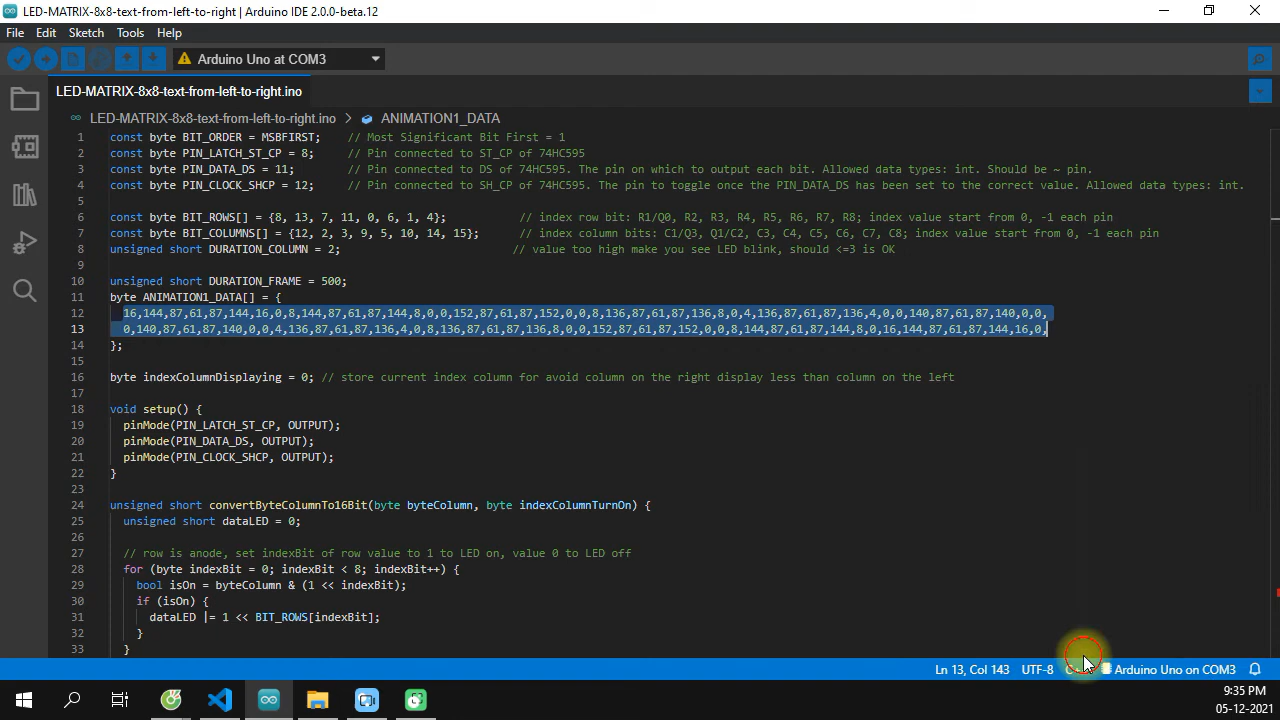 LED-MATRIX-8x8-text-from-left-to-right | Arduino IDE 2.0.0-beta.12
File Edit Sketch Tools Help
Arduino Uno at COM3
LED-MATRIX-8x8-text-from-left-to-right.ino
LED-MATRIX-8x8-text-from-left-to-right.ino > ANIMATION1_DATA
1 const byte BIT_ORDER = MSBFIRST; // Most Significant Bit First = 1
2 const byte PIN_LATCH_ST_CP = 8; // Pin connected to ST_CP of 74HC595
3 const byte PIN_DATA_DS = 11; // Pin connected to DS of 74HC595. The pin on which to output each bit. Allowed data types: int. Should be ~ pin.
4 const byte PIN_CLOCK_SHCP = 12; // Pin connected to SH_CP of 74HC595. The pin to toggle once the PIN_DATA_DS has been set to the correct value. Allowed data types: int.
5
6 const byte BIT_ROWS[] = {8, 13, 7, 11, 0, 6, 1, 4}; // index row bit: R1/Q0, R2, R3, R4, R5, R6, R7, R8; index value start from 0, -1 each pin
7 const byte BIT_COLUMNS[] = {12, 2, 3, 9, 5, 10, 14, 15}; // index column bits: C1/Q3, Q1/C2, C3, C4, C5, C6, C7, C8; index value start from 0, -1 each pin
8 unsigned short DURATION_COLUMN = 2; // value too high make you see LED blink, should <=3 is OK
9
10 unsigned short DURATION_FRAME = 500;
11 byte ANIMATION1_DATA[] = {
12 16,144,87,61,87,144,16,0,8,144,87,61,87,144,8,0,0,152,87,61,87,152,0,0,8,136,87,61,87,136,8,0,4,136,87,61,87,136,4,0,0,140,87,61,87,140,0,0,
13 0,140,87,61,87,140,0,0,4,136,87,61,87,136,4,0,8,136,87,61,87,136,8,0,0,152,87,61,87,152,0,0,8,144,87,61,87,144,8,0,16,144,87,61,87,144,16,0,
14 };
15
16 byte indexColumnDisplaying = 0; // store current index column for avoid column on the right display less than column on the left
17
18 void setup() {
19 pinMode(PIN_LATCH_ST_CP, OUTPUT);
20 pinMode(PIN_DATA_DS, OUTPUT);
21 pinMode(PIN_CLOCK_SHCP, OUTPUT);
22 }
23
24 unsigned short convertByteColumnTo16Bit(byte byteColumn, byte indexColumnTurnOn) {
25 unsigned short dataLED = 0;
26
27 // row is anode, set indexBit of row value to 1 to LED on, value 0 to LED off
28 for (byte indexBit = 0; indexBit < 8; indexBit++) {
29 bool isOn = byteColumn & (1 << indexBit);
30 if (isOn) {
31 dataLED |= 1 << BIT_ROWS[indexBit];
32 }
33 }
Ln 13, Col 143 UTF-8 Arduino Uno on COM3
9:35 PM
05-12-2021